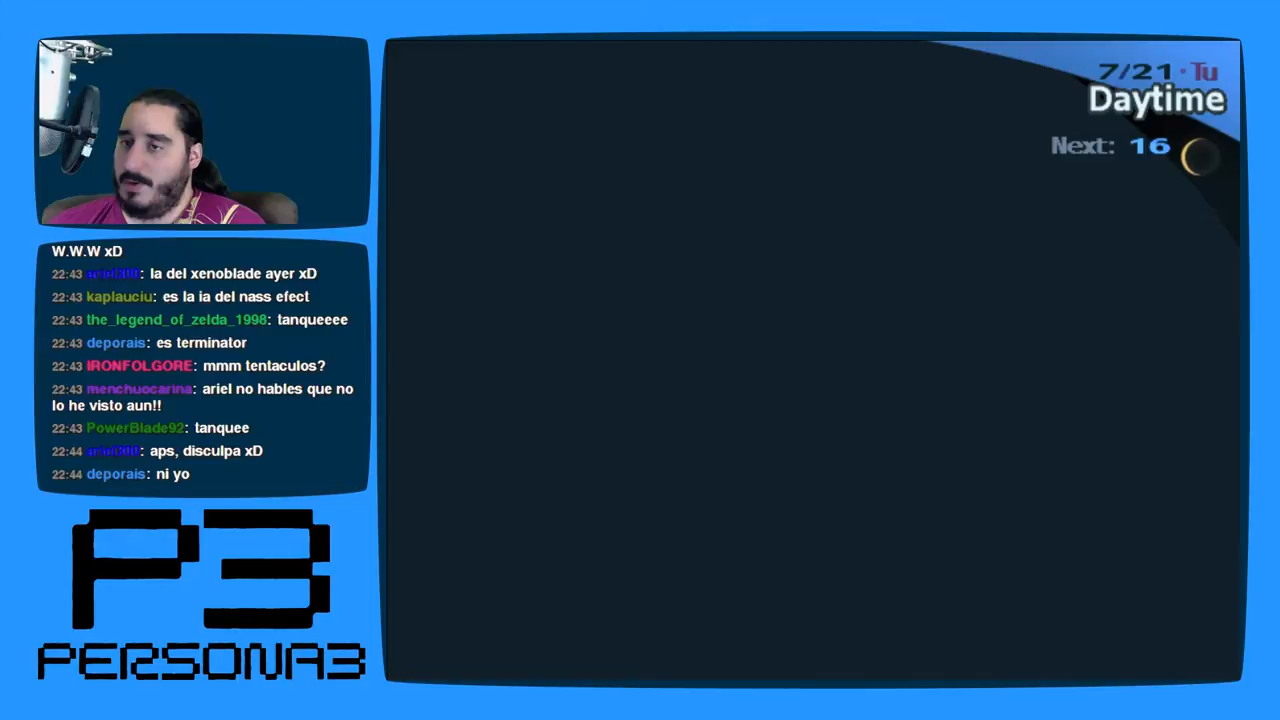 7/21 · Tu
Daytime
Next: 16
W.W.W xD
22:43 ariel300: la del xenoblade ayer xD
22:43 kaplauciu: es la ia del nass efect
22:43 the_legend_of_zelda_1998: tanqueeee
22:43 deporais: es terminator
22:43 IRONFOLGORE: mmm tentaculos?
22:43 menchuocarina: ariel no hables que no
lo he visto aun!!
22:43 PowerBlade92: tanquee
22:44 ariel300: aps, disculpa xD
22:44 deporais: ni yo
P3
PERSONA3